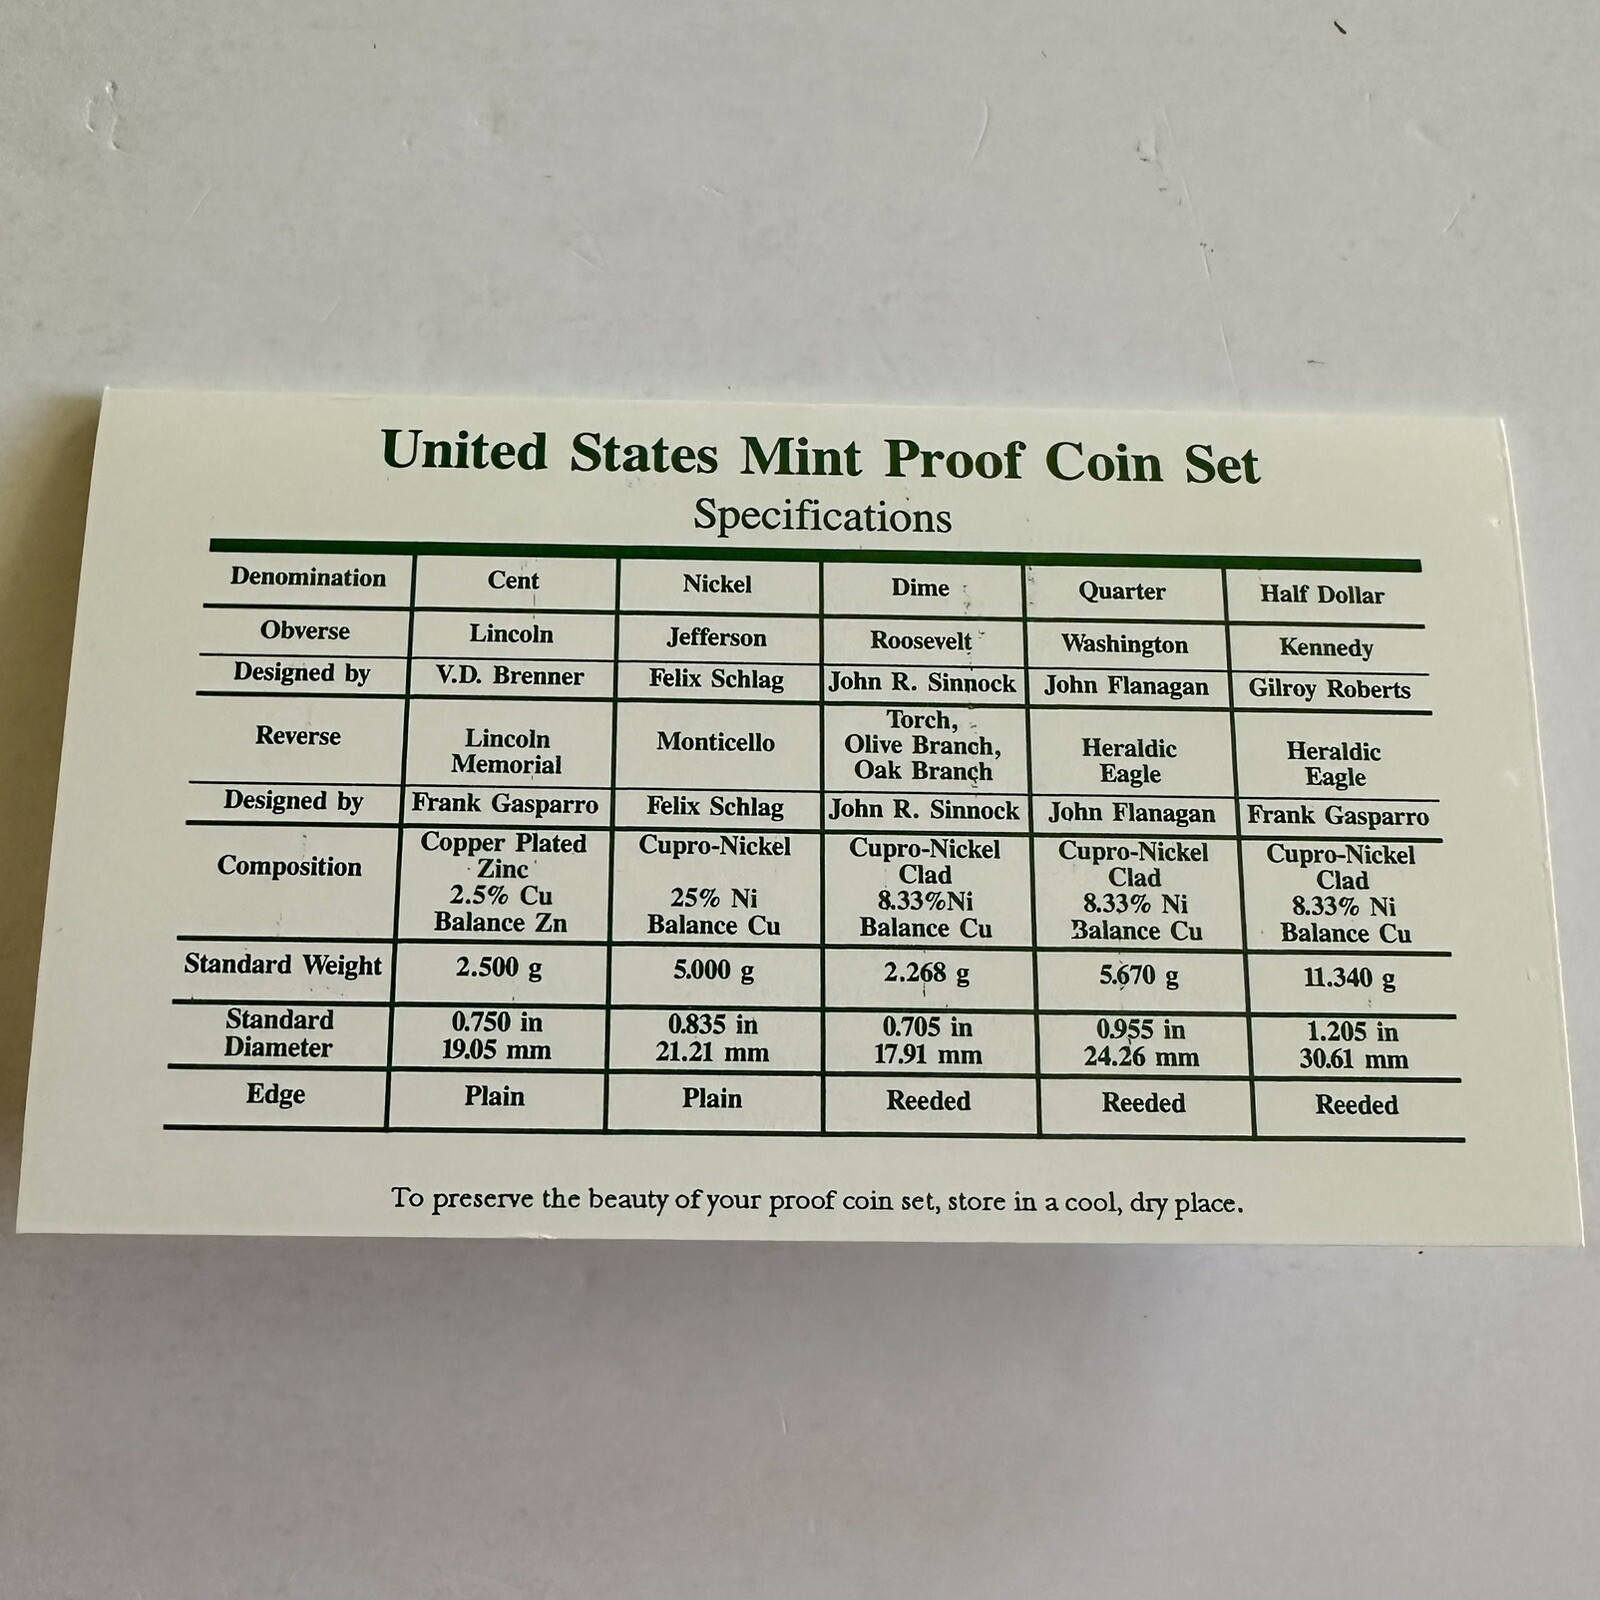 United States Mint Proof Coin Set
Specifications
Denomination Cent Nickel Dime Quarter Half Dollar
Obverse Lincoln Jefferson Roosevelt Washington Kennedy
Designed by V.D. Brenner Felix Schlag John R. Sinnock John Flanagan Gilroy Roberts
Reverse Lincoln Memorial Monticello Torch, Olive Branch, Oak Branch Heraldic Eagle Heraldic Eagle
Designed by Frank Gasparro Felix Schlag John R. Sinnock John Flanagan Frank Gasparro
Composition Copper Plated Zinc 2.5% Cu Balance Zn Cupro-Nickel 25% Ni Balance Cu Cupro-Nickel Clad 8.33%Ni Balance Cu Cupro-Nickel Clad 8.33% Ni Balance Cu Cupro-Nickel Clad 8.33% Ni Balance Cu
Standard Weight 2.500 g 5.000 g 2.268 g 5.670 g 11.340 g
Standard Diameter 0.750 in 19.05 mm 0.835 in 21.21 mm 0.705 in 17.91 mm 0.955 in 24.26 mm 1.205 in 30.61 mm
Edge Plain Plain Reeded Reeded Reeded
To preserve the beauty of your proof coin set, store in a cool, dry place.